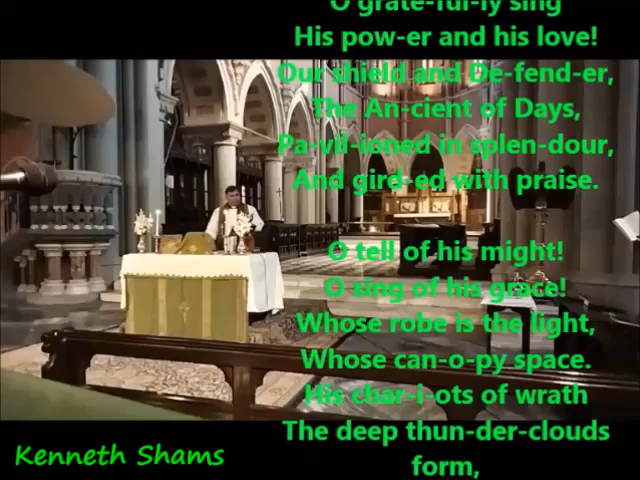 O grate-ful-ly sing
His pow-er and his love!
Our shield and De-fend-er,
The An-cient of Days,
Pa-vil-ioned in splen-dour,
And gird-ed with praise.
O tell of his might!
O sing of his grace!
Whose robe is the light,
Whose can-o-py space.
His char-i-ots of wrath
The deep thun-der-clouds
form,
Kenneth Shams